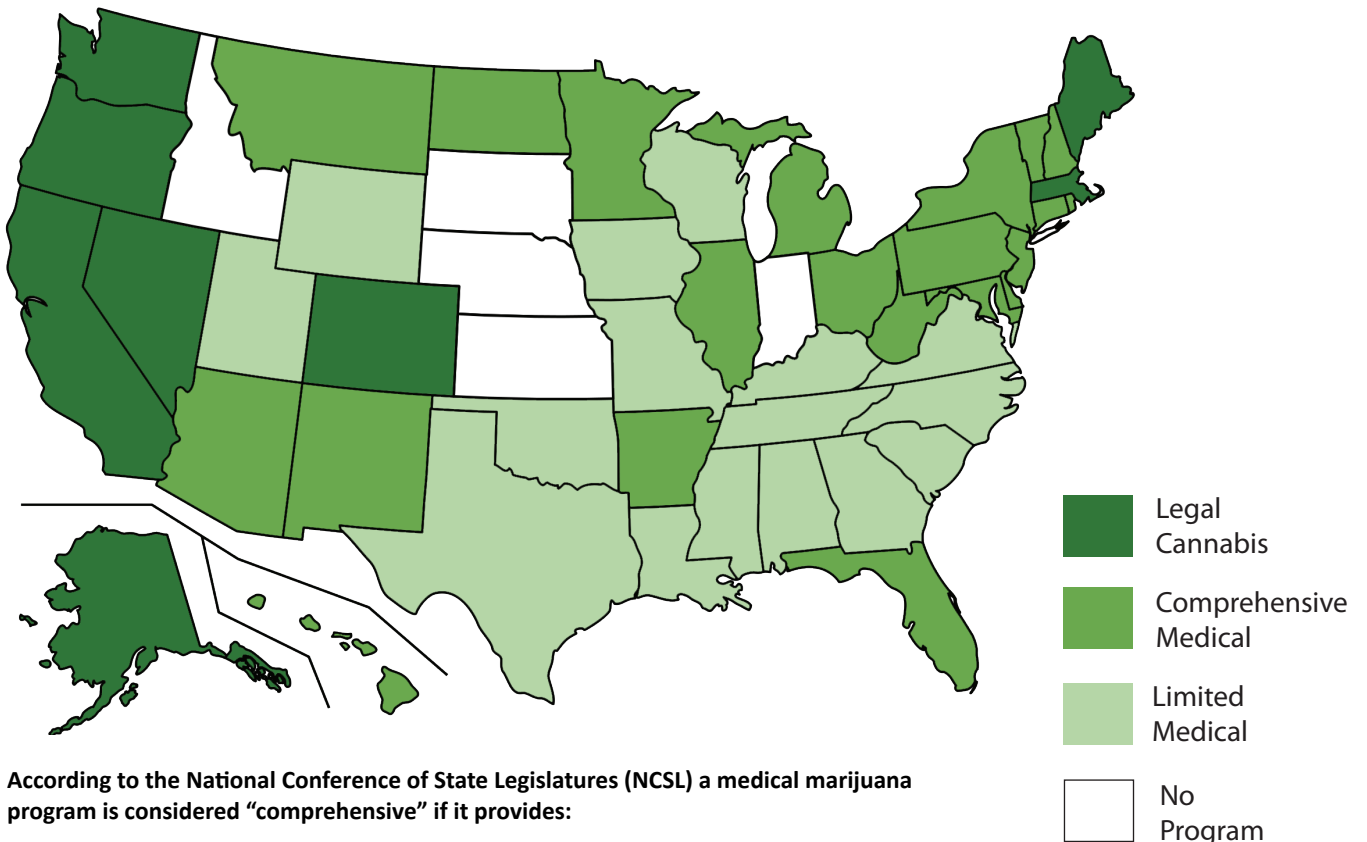 Legal
Cannabis
Comprehensive
Medical
Limited
Medical
No
Program
According to the National Conference of State Legislatures (NCSL) a medical marijuana
program is considered “comprehensive” if it provides: